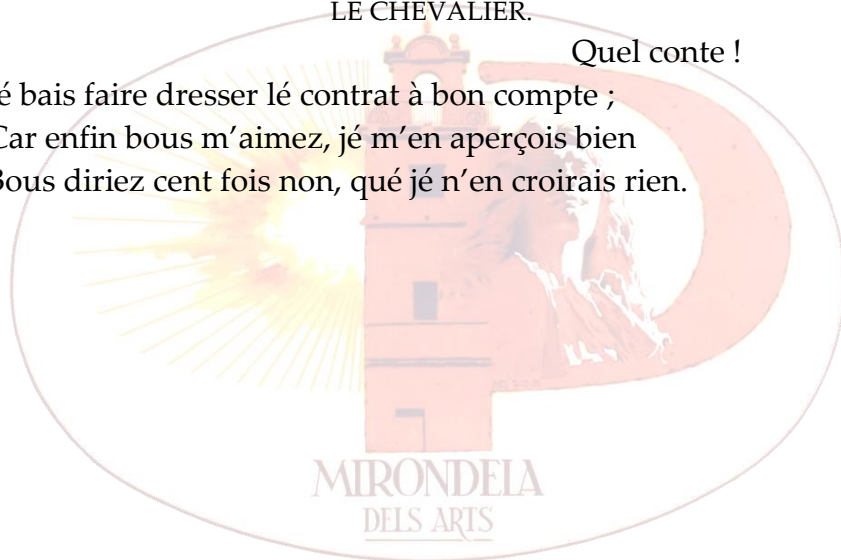 LE CHEVALIER.
Quel conte !
é bais faire dresser lé contrat à bon compte ;
Car enfin bous m’aimez, jé m’en aperçois bien
Bous diriez cent fois non, qué jé n’en croirais rien.
MIRONDELA
DELS ARTS